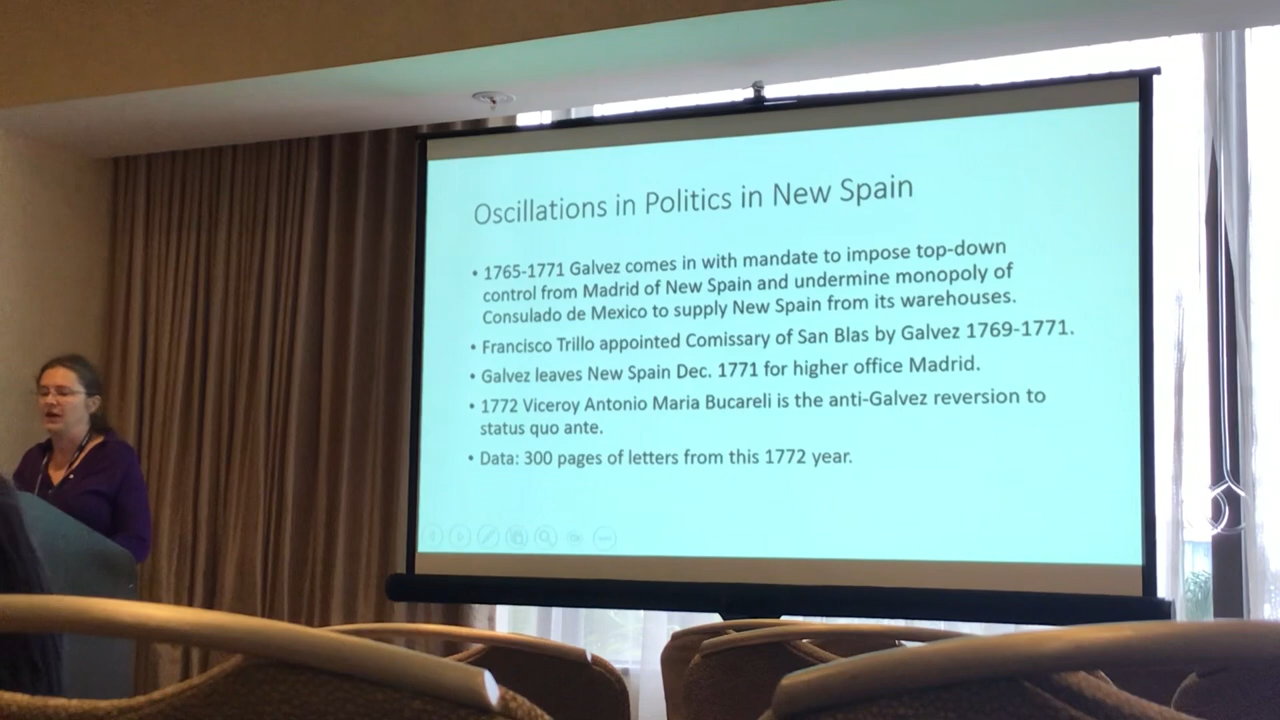 Oscillations in Politics in New Spain
• 1765-1771 Galvez comes in with mandate to impose top-down
control from Madrid of New Spain and undermine monopoly of
Consulado de Mexico to supply New Spain from its warehouses.
• Francisco Trillo appointed Comissary of San Blas by Galvez 1769-1771.
• Galvez leaves New Spain Dec. 1771 for higher office Madrid.
• 1772 Viceroy Antonio Maria Bucareli is the anti-Galvez reversion to
status quo ante.
• Data: 300 pages of letters from this 1772 year.